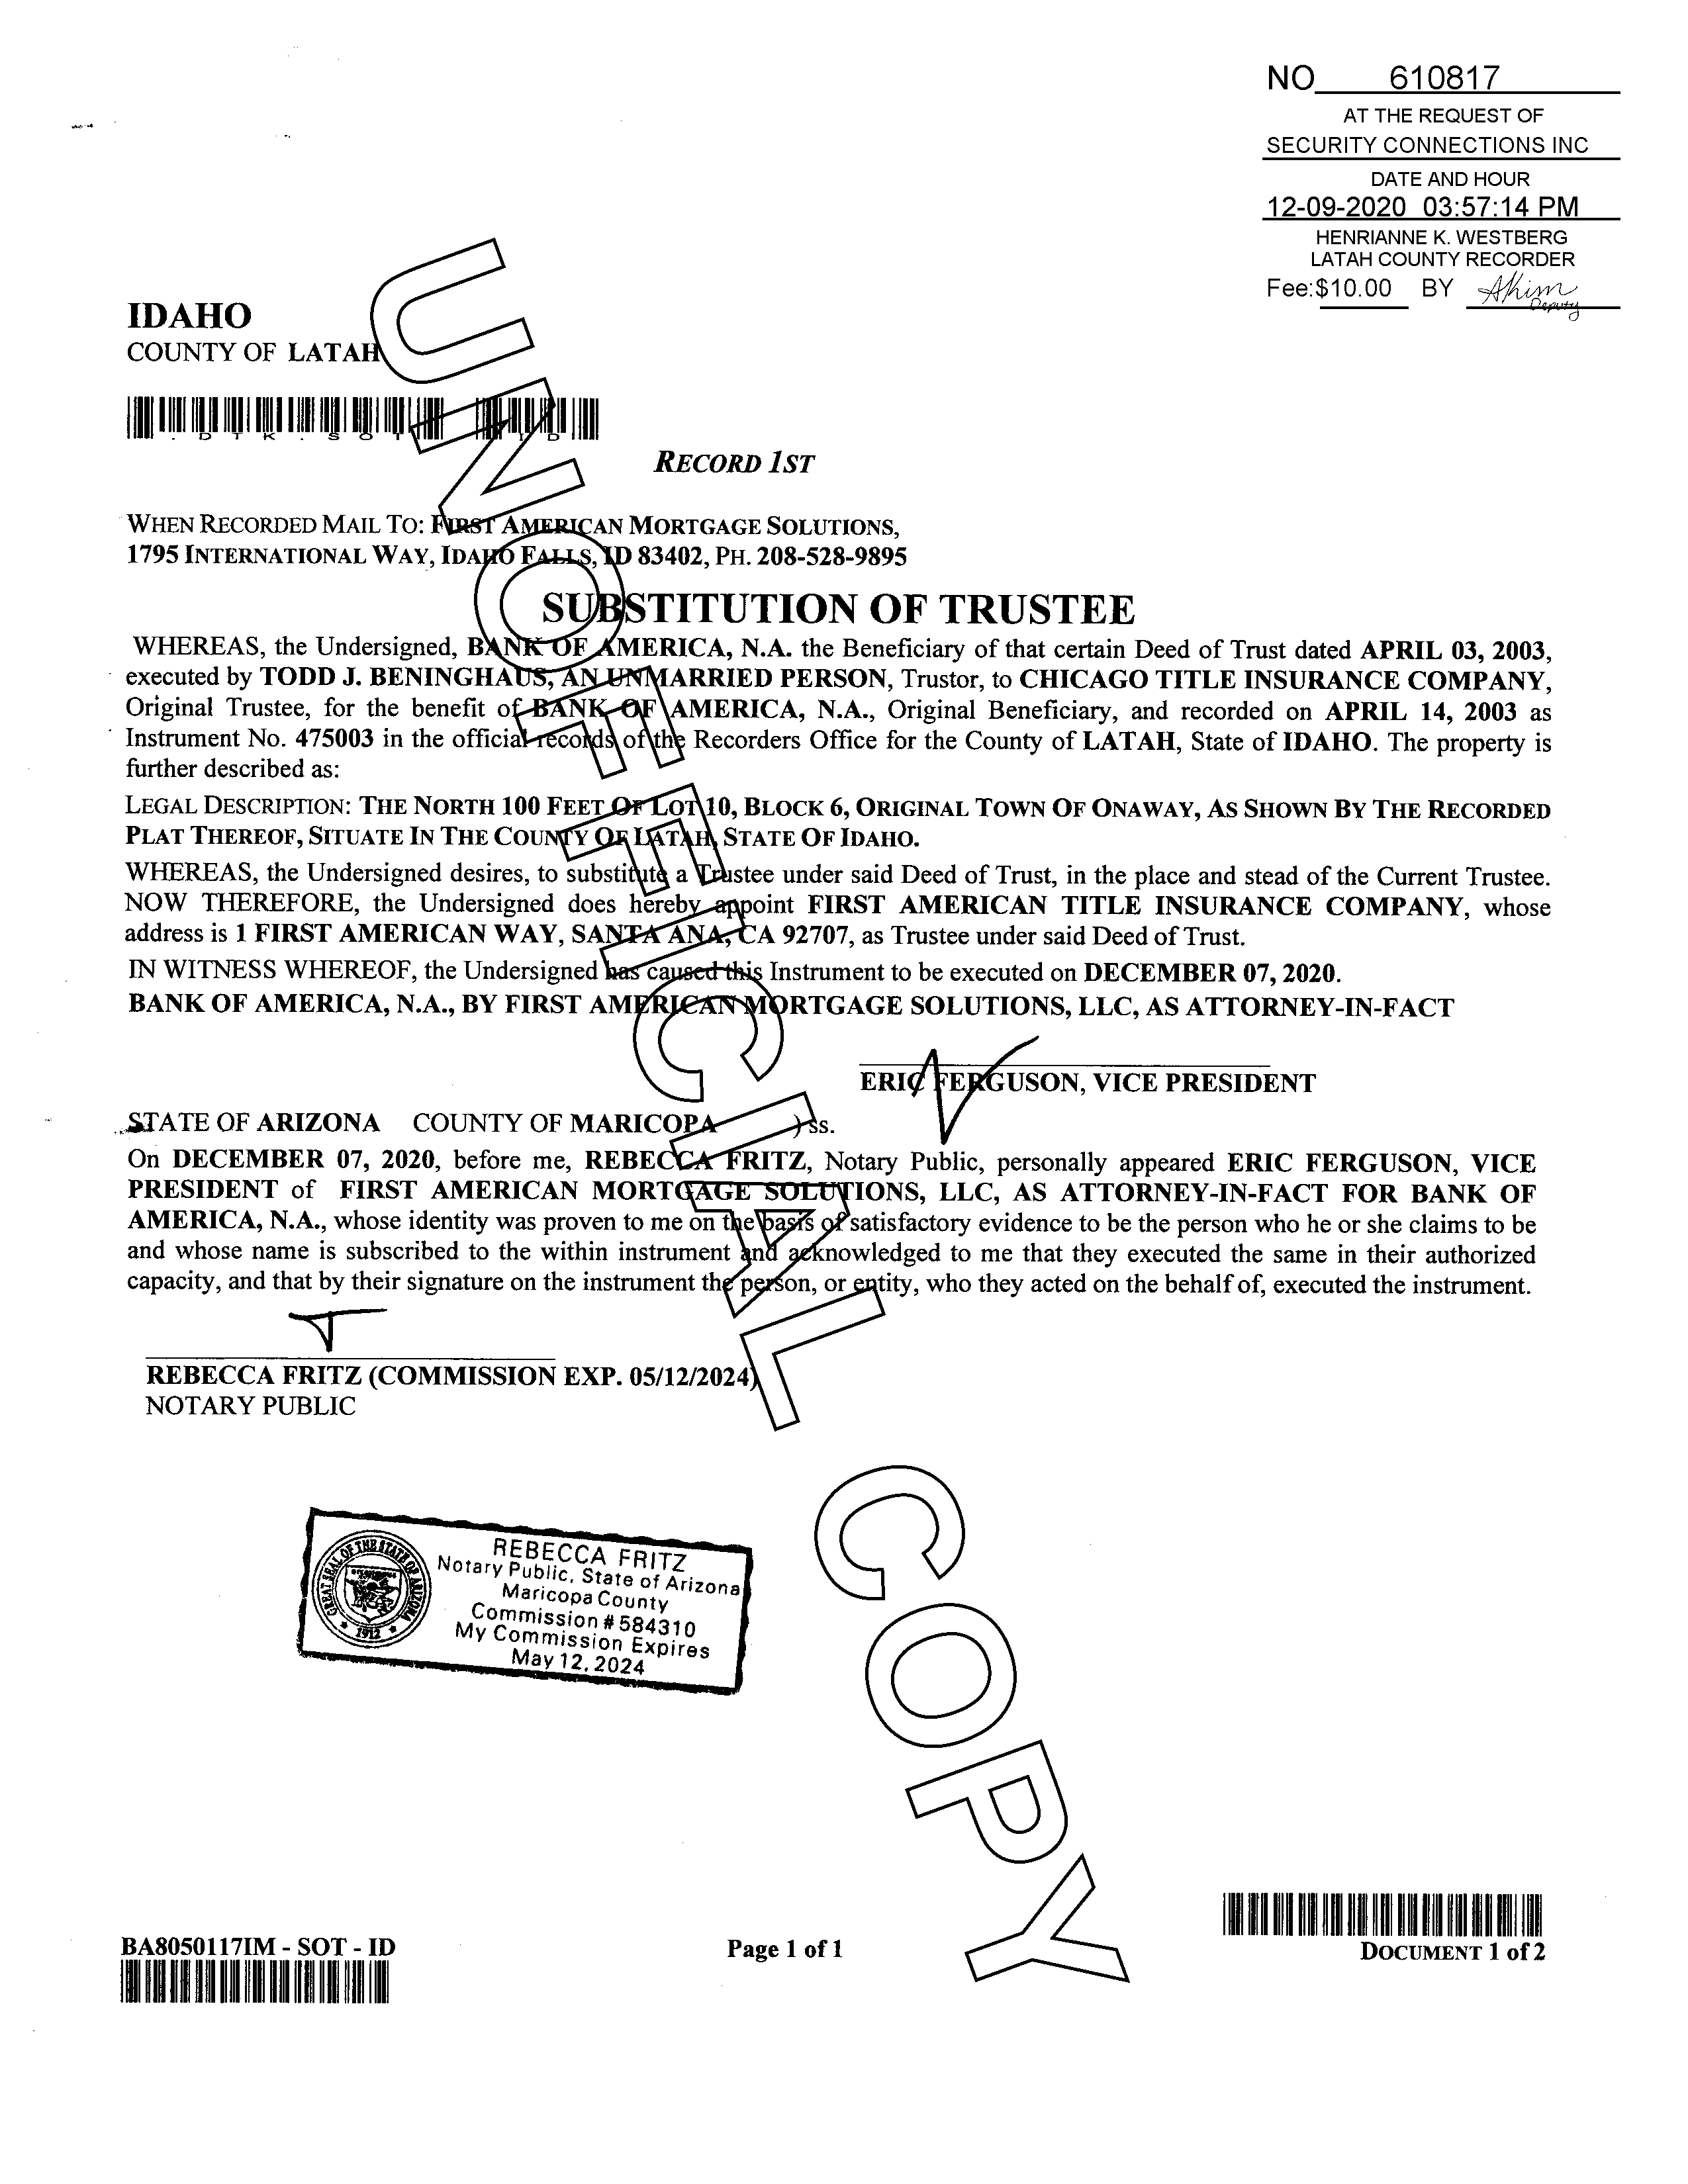 NO 610817
AT THE REQUEST OF
SECURITY CONNECTIONS INC
DATE AND HOUR
12-09-2020 03:57:14 PM
HENRIANNE K. WESTBERG
LATAH COUNTY RECORDER
Fee:$10.00 BY AKim
Deputy
IDAHO
COUNTY OF LATAH
. D T K . S O T I D
RECORD 1ST
WHEN RECORDED MAIL TO: FIRST AMERICAN MORTGAGE SOLUTIONS,
1795 INTERNATIONAL WAY, IDAHO FALLS, ID 83402, PH. 208-528-9895
SUBSTITUTION OF TRUSTEE
WHEREAS, the Undersigned, BANK OF AMERICA, N.A. the Beneficiary of that certain Deed of Trust dated APRIL 03, 2003,
executed by TODD J. BENINGHAUS, AN UNMARRIED PERSON, Trustor, to CHICAGO TITLE INSURANCE COMPANY,
Original Trustee, for the benefit of BANK OF AMERICA, N.A., Original Beneficiary, and recorded on APRIL 14, 2003 as
Instrument No. 475003 in the official records of the Recorders Office for the County of LATAH, State of IDAHO. The property is
further described as:
LEGAL DESCRIPTION: THE NORTH 100 FEET OF LOT 10, BLOCK 6, ORIGINAL TOWN OF ONAWAY, AS SHOWN BY THE RECORDED
PLAT THEREOF, SITUATE IN THE COUNTY OF LATAH, STATE OF IDAHO.
WHEREAS, the Undersigned desires, to substitute a Trustee under said Deed of Trust, in the place and stead of the Current Trustee.
NOW THEREFORE, the Undersigned does hereby appoint FIRST AMERICAN TITLE INSURANCE COMPANY, whose
address is 1 FIRST AMERICAN WAY, SANTA ANA, CA 92707, as Trustee under said Deed of Trust.
IN WITNESS WHEREOF, the Undersigned has caused this Instrument to be executed on DECEMBER 07, 2020.
BANK OF AMERICA, N.A., BY FIRST AMERICAN MORTGAGE SOLUTIONS, LLC, AS ATTORNEY-IN-FACT
ERIC FERGUSON, VICE PRESIDENT
STATE OF ARIZONA COUNTY OF MARICOPA ) ss.
On DECEMBER 07, 2020, before me, REBECCA FRITZ, Notary Public, personally appeared ERIC FERGUSON, VICE
PRESIDENT of FIRST AMERICAN MORTGAGE SOLUTIONS, LLC, AS ATTORNEY-IN-FACT FOR BANK OF
AMERICA, N.A., whose identity was proven to me on the basis of satisfactory evidence to be the person who he or she claims to be
and whose name is subscribed to the within instrument and acknowledged to me that they executed the same in their authorized
capacity, and that by their signature on the instrument the person, or entity, who they acted on the behalf of, executed the instrument.
REBECCA FRITZ (COMMISSION EXP. 05/12/2024)
NOTARY PUBLIC
GREAT SEAL OF THE STATE OF ARIZONA
1912
REBECCA FRITZ
Notary Public, State of Arizona
Maricopa County
Commission # 584310
My Commission Expires
May 12, 2024
UNOFFICIAL COPY
BA8050117IM - SOT - ID
Page 1 of 1
DOCUMENT 1 of 2